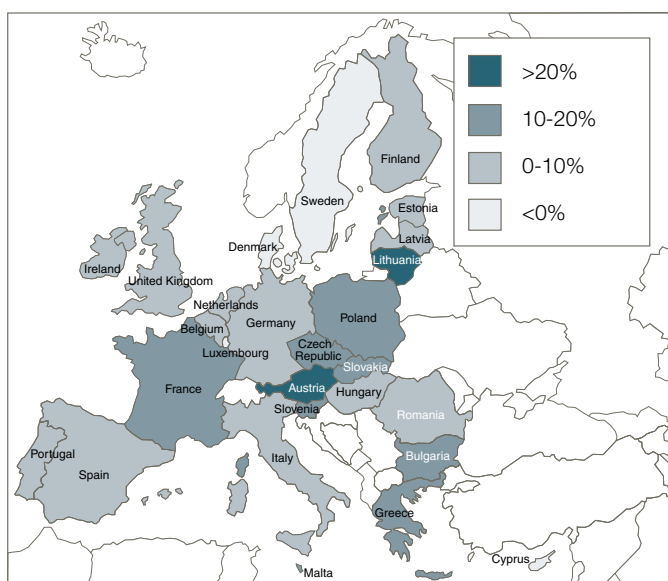 >20%
10-20%
0-10%
<0%
Finland
Sweden
Estonia
Latvia
Denmark
Lithuania
Ireland
United Kingdom
Netherlands
Belgium
Germany
Poland
Luxembourg
Czech
Republic
Slovakia
France
Austria
Hungary
Slovenia
Romania
Portugal
Spain
Italy
Bulgaria
Greece
Cyprus
Malta